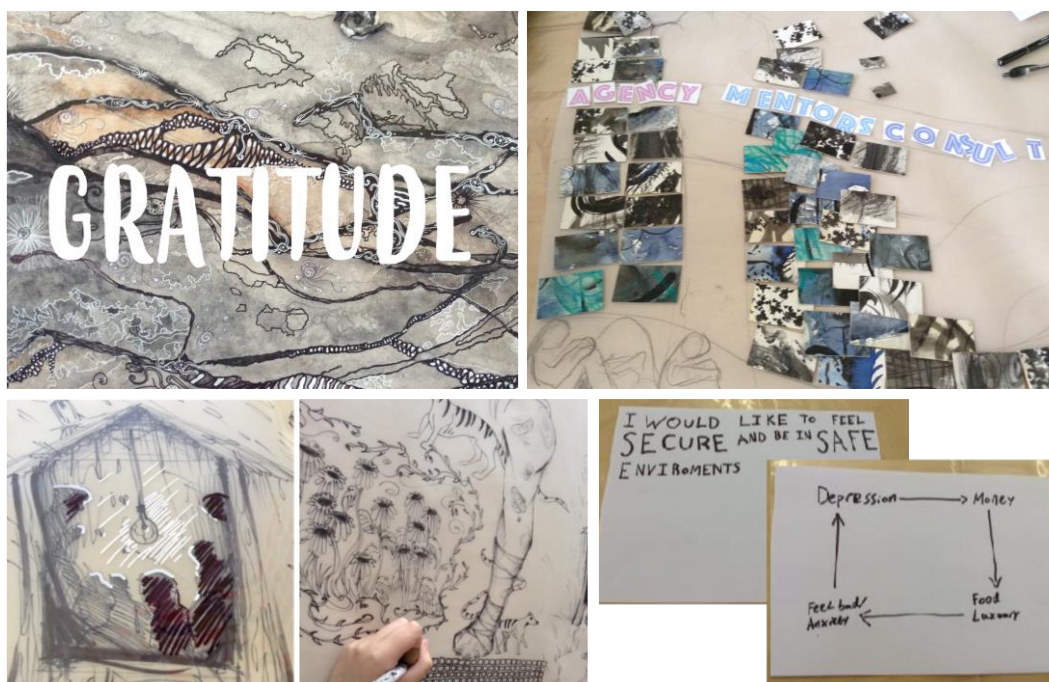 GRATITUDE
AGENCY MENTORS CONSULT
I WOULD LIKE TO FEEL
SECURE AND BE IN SAFE
ENVIROMENTS
Depression Money
Feel bad/ Food
Anxiety Luxuary